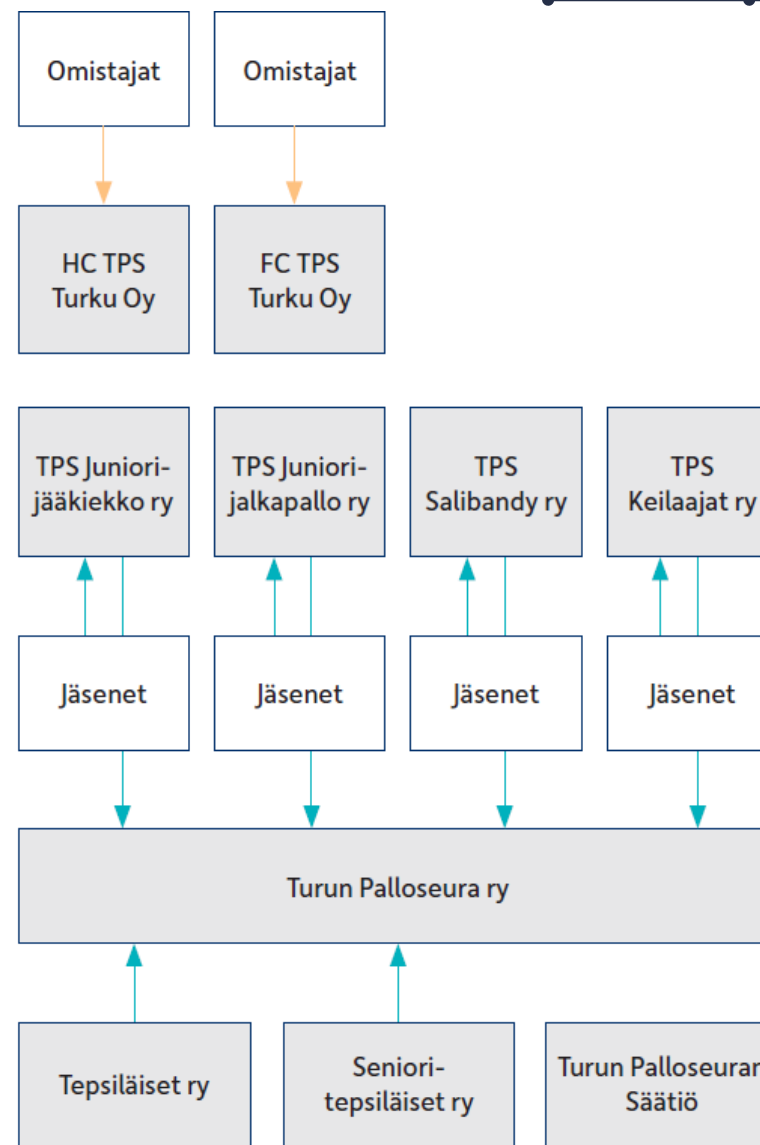 Omistajat
Omistajat
HC TPS
Turku Oy
FC TPS
Turku Oy
TPS Juniori-
jääkiekko ry
TPS Juniori-
jalkapallo ry
TPS
Salibandy ry
TPS
Keilaajat ry
Jäsenet
Jäsenet
Jäsenet
Jäsenet
Turun Palloseura ry
Tepsiläiset ry
Seniori-
tepsiläiset ry
Turun Palloseuran
Säätiö